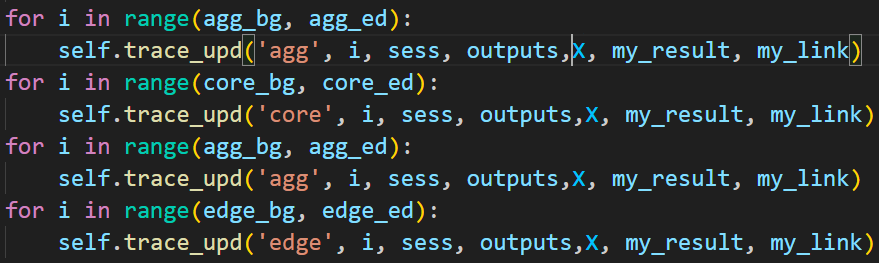 for i in range(agg_bg, agg_ed):
    self.trace_upd('agg', i, sess, outputs,X, my_result, my_link)
for i in range(core_bg, core_ed):
    self.trace_upd('core', i, sess, outputs,X, my_result, my_link)
for i in range(agg_bg, agg_ed):
    self.trace_upd('agg', i, sess, outputs,X, my_result, my_link)
for i in range(edge_bg, edge_ed):
    self.trace_upd('edge', i, sess, outputs,X, my_result, my_link)